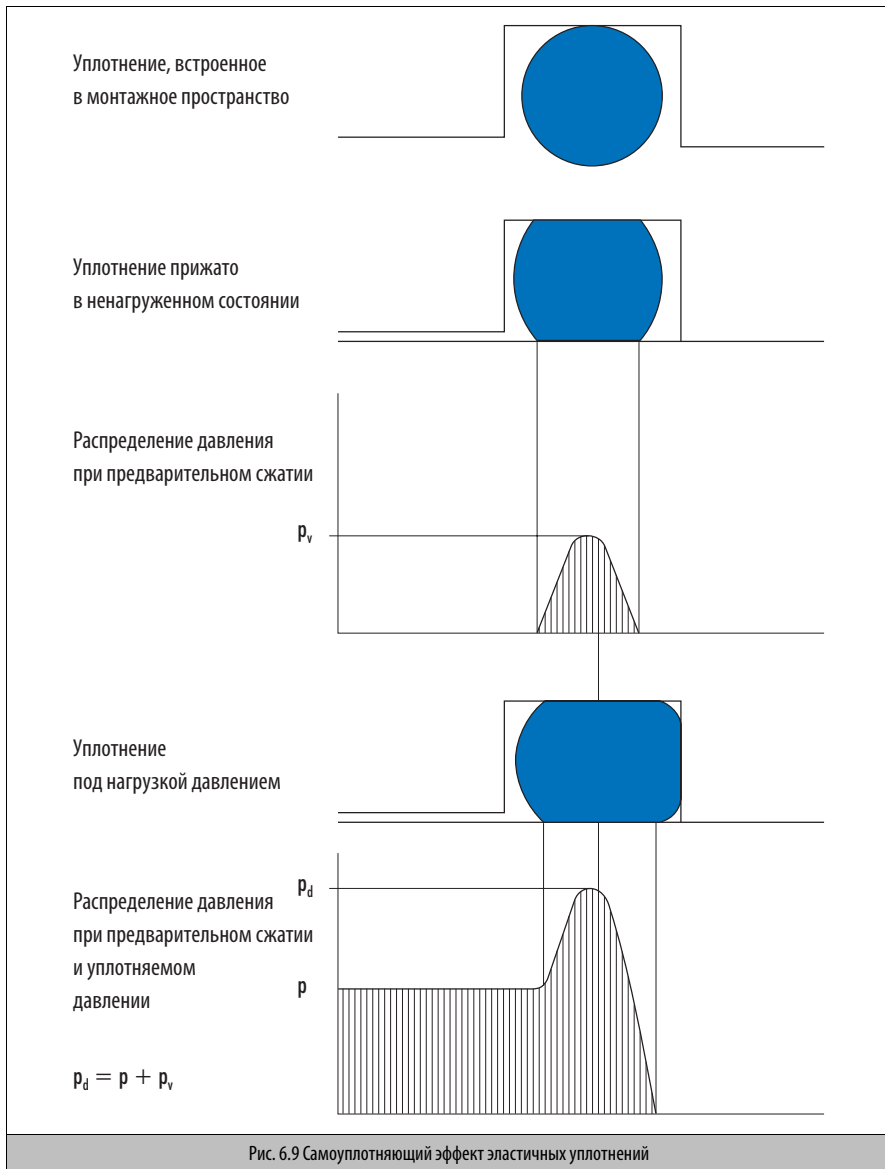 Уплотнение, встроенное
в монтажное пространство
Уплотнение прижато
в ненагруженном состоянии
Распределение давления
при предварительном сжатии
pv
Уплотнение
под нагрузкой давлением
pd
Распределение давления
при предварительном сжатии
и уплотняемом
давлении
p
pd = p + pv
Рис. 6.9 Самоуплотняющий эффект эластичных уплотнений